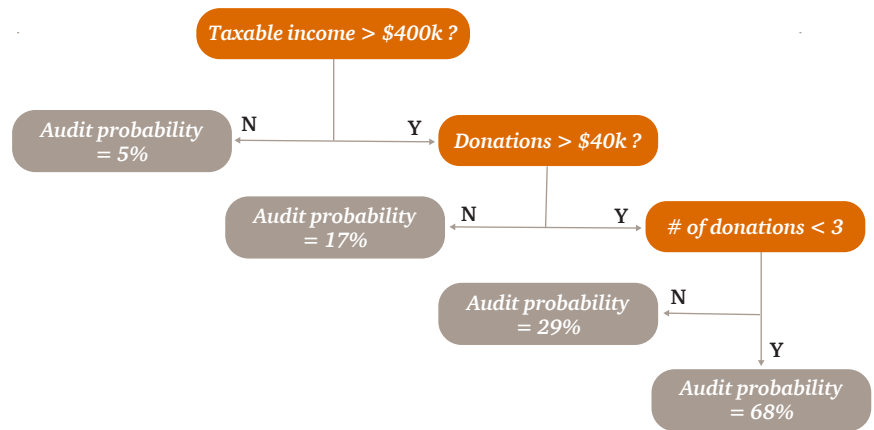 Taxable income > $400k ?
N
Y
Audit probability
= 5%
Donations > $40k ?
N
Y
Audit probability
= 17%
# of donations < 3
N
Audit probability
= 29%
Y
Audit probability
= 68%